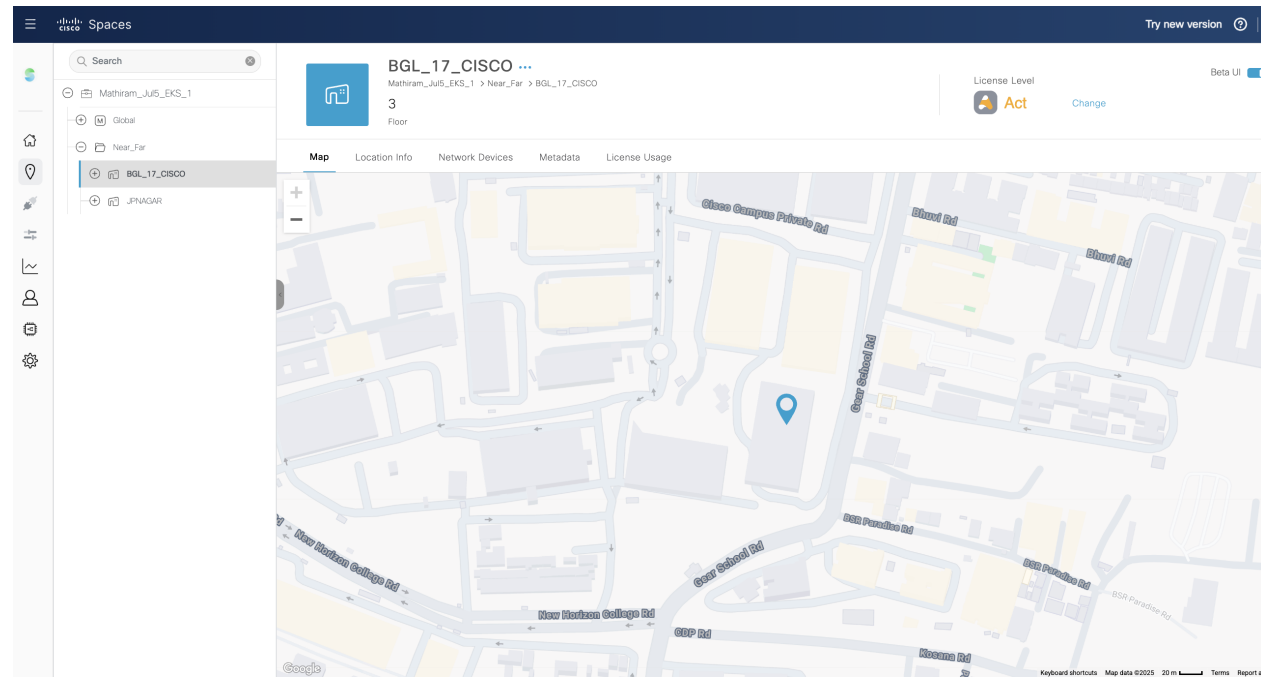 cisco Spaces
Try new version
Search
Mathiram_Jul5_EKS_1
M Global
Near_Far
BGL_17_CISCO
JPNAGAR
BGL_17_CISCO
Mathiram_Jul5_EKS_1 > Near_Far > BGL_17_CISCO
3
Floor
License Level
Act
Change
Beta UI
Map Location Info Network Devices Metadata License Usage
Cisco Campus Private Rd
Bhuvi Rd
Bhuvi Rd
Gear School Rd
BSR Paradise Rd
New Horizon College Rd
Gear School Rd
BSR Paradise Rd
BSR Paradise Rd
New Horizon College Rd
CDP Rd
Kosana Rd
Google
Keyboard shortcuts Map data ©2025 20 m Terms Report a